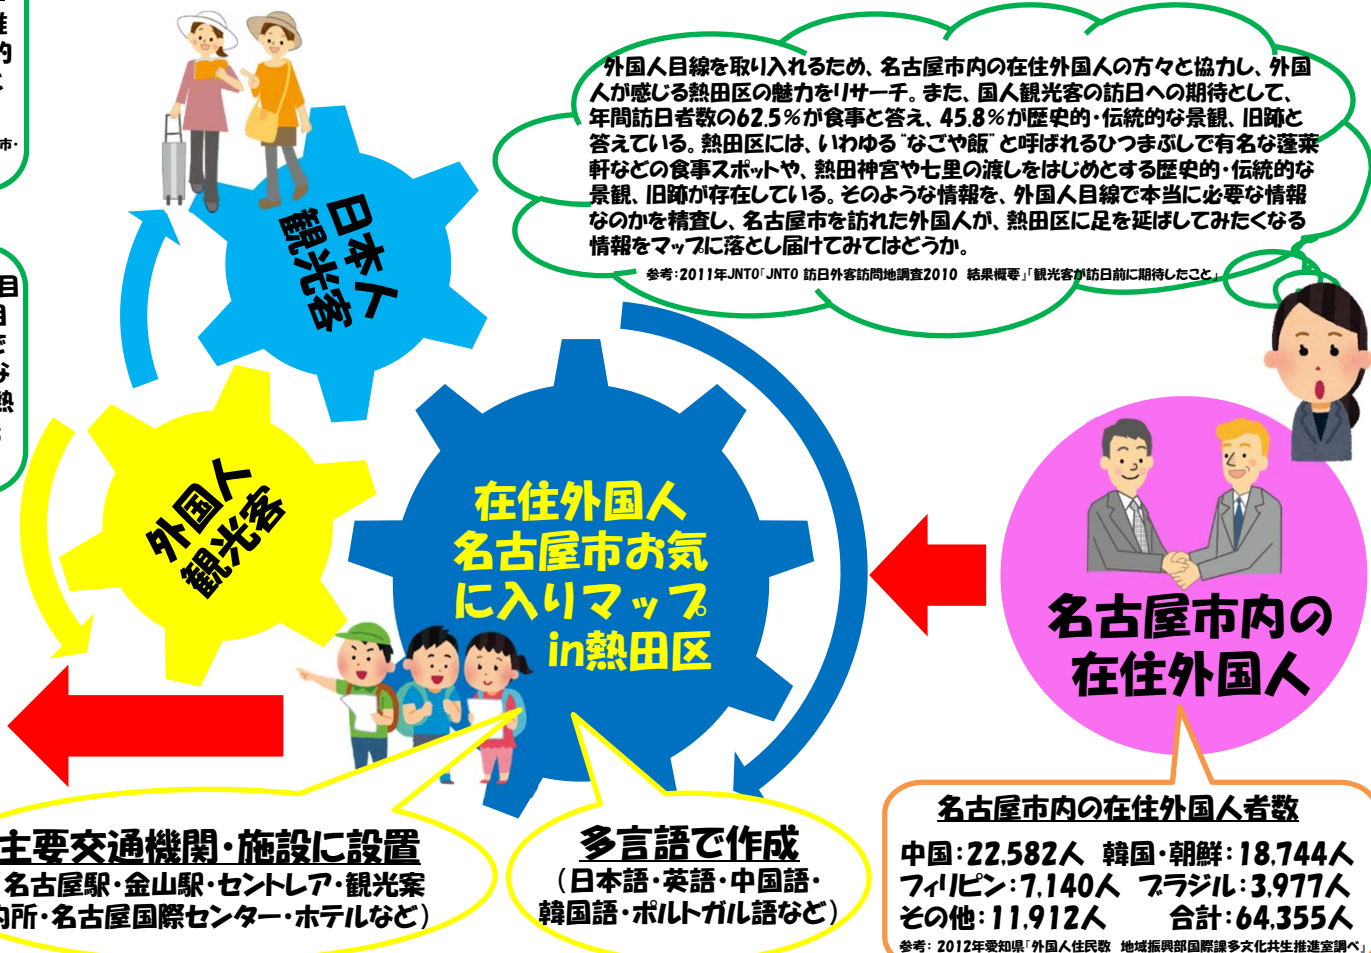 的
市・
外国人目線を取り入れるため、名古屋市内の在住外国人の方々と協力し、外国
人が感じる熱田区の魅力をリサーチ。また、国人観光客の訪日への期待として、
年間訪日者数の62.5%が食事と答え、45.8%が歴史的・伝統的な景観、旧跡と
答えている。熱田区には、いわゆる“なごや飯”と呼ばれるひつまぶしで有名な蓬莱
軒などの食事スポットや、熱田神宮や七里の渡しをはじめとする歴史的・伝統的な
景観、旧跡が存在している。そのような情報を、外国人目線で本当に必要な情報
なのかを精査し、名古屋市を訪れた外国人が、熱田区に足を延ばしてみたくなる
情報をマップに落とし届けてみてはどうか。
参考:2011年JNTO「JNTO 訪日外客訪問地調査2010 結果概要」「観光客が訪日前に期待したこと」
日本人
観光客
目
で
な
熱
外国人
観光客
在住外国人
名古屋市お気
に入りマップ
in熱田区
名古屋市内の
在住外国人
主要交通機関・施設に設置
名古屋駅・金山駅・セントレア・観光案
内所・名古屋国際センター・ホテルなど)
多言語で作成
(日本語・英語・中国語・
韓国語・ポルトガル語など)
名古屋市内の在住外国人者数
中国:22,582人 韓国・朝鮮:18,744人
フィリピン:7,140人 ブラジル:3,977人
その他:11,912人 合計:64,355人
参考: 2012年愛知県「外国人住民数 地域振興部国際課多文化共生推進室調べ」